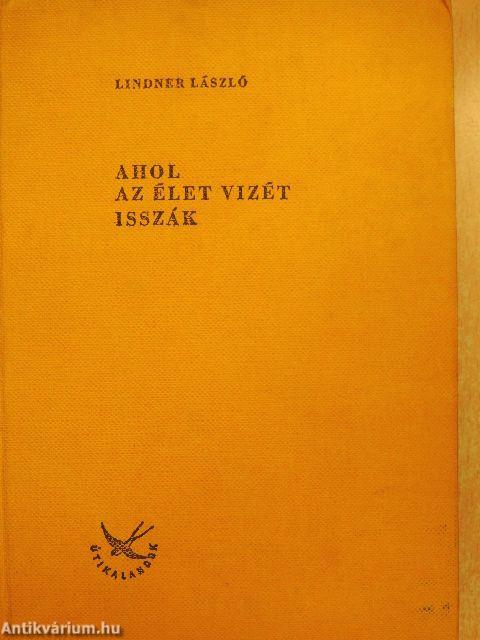 LINDNER LÁSZLÓ
AHOL
AZ ÉLET VIZÉT
ISSZÁK
ÚTIKALANDOK
Antikvárium.hu